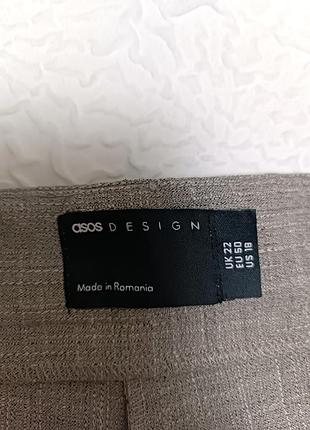 asos DESIGN
Made in Romania
UK 22
EU 50
US 18